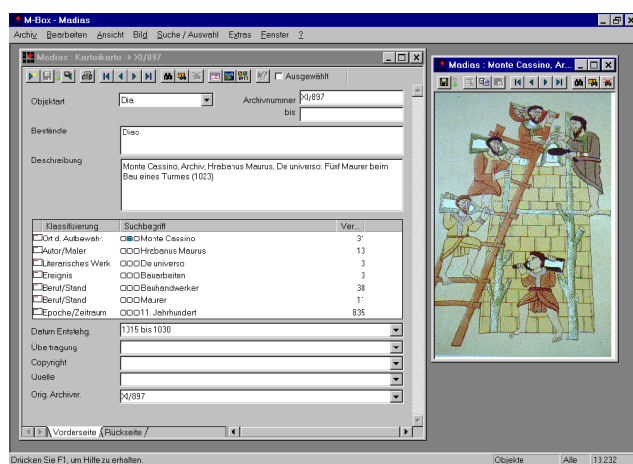 M-Box - Madias
Archiv Bearbeiten Ansicht Bild Suche / Auswahl Extras Fenster ?
Madias : Karteikarte -> XI/897
Ausgewählt
Objektart Dia Archivnummer XI/897
bis
Bestände Dias
Beschreibung Monte Cassino, Archiv, Hrabanus Maurus, De universo: Fünf Maurer beim
Bau eines Turmes (1023)
Klassifizierung Suchbegriff Ver...
Ort d. Aufbewahr. Monte Cassino
Autor/Maler Hrabanus Maurus 13
Literarisches Werk De universo 3
Ereignis Bauarbeiten 3
Beruf/Stand Bauhandwerker 38
Beruf/Stand Maurer
Epoche/Zeitraum 11. Jahrhundert 835
Datum Entstehg. 1015 bis 1030
Übertragung
Copyright
Quelle
Orig. Archivnr. XI/897
Vorderseite Rückseite
Madias : Monte Cassino, Ar...
Drücken Sie F1, um Hilfe zu erhalten. Objekte Alle 13.232